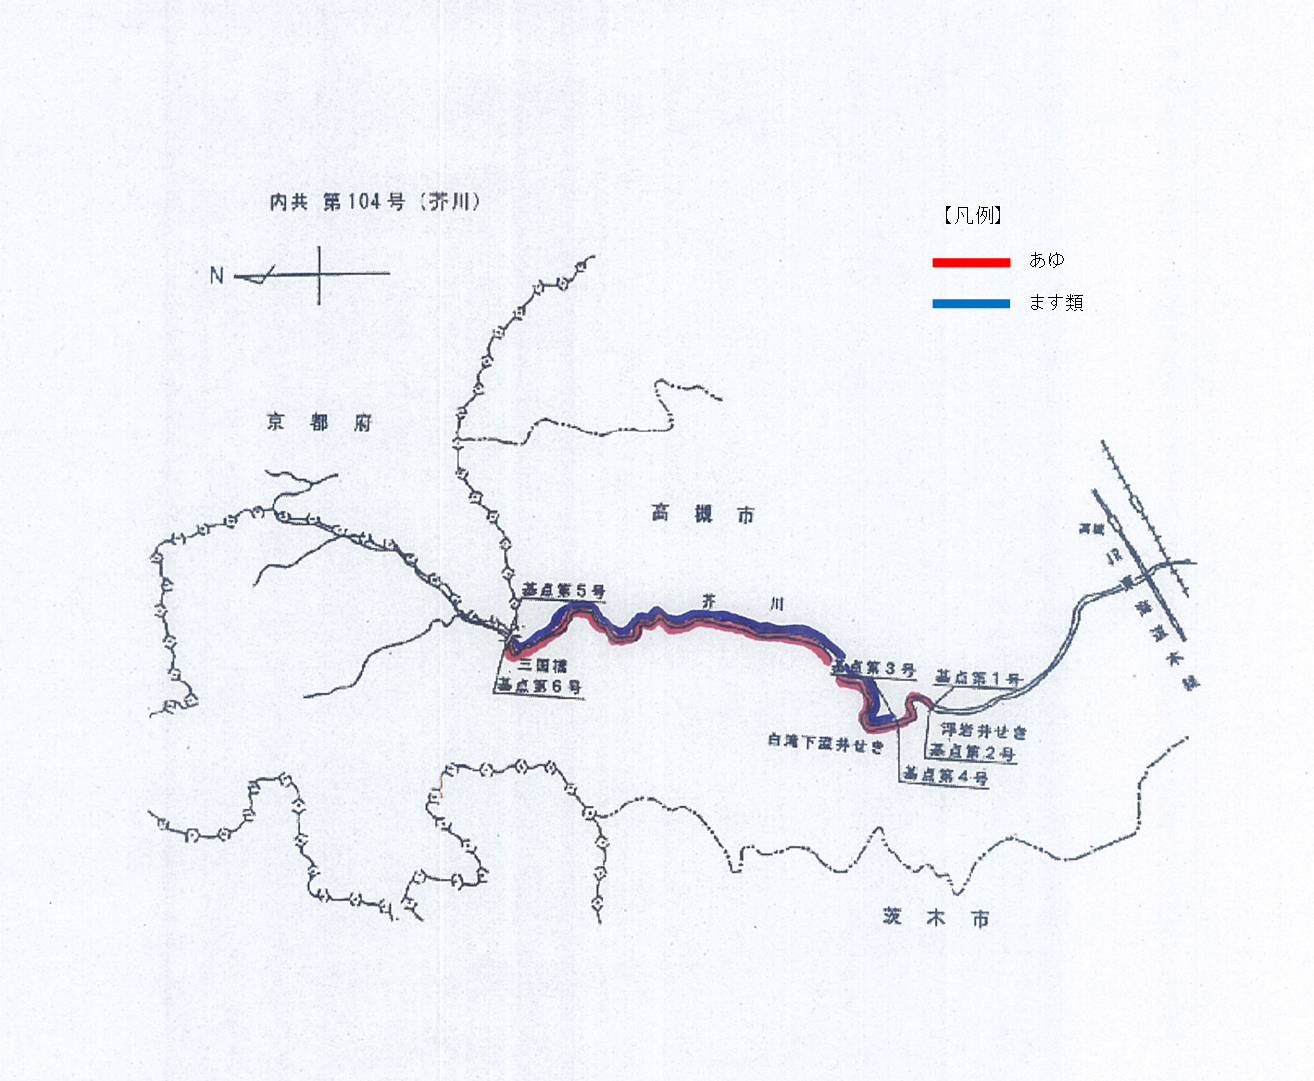 内共 第104号（芥川）
【凡例】
あゆ
ます類
N
京都府
高槻市
高槻
JR東海道本線
芥川
基点第5号
三国橋
基点第6号
基点第3号
基点第1号
浮岩井せき
基点第2号
白滝下流井せき
基点第4号
茨木市